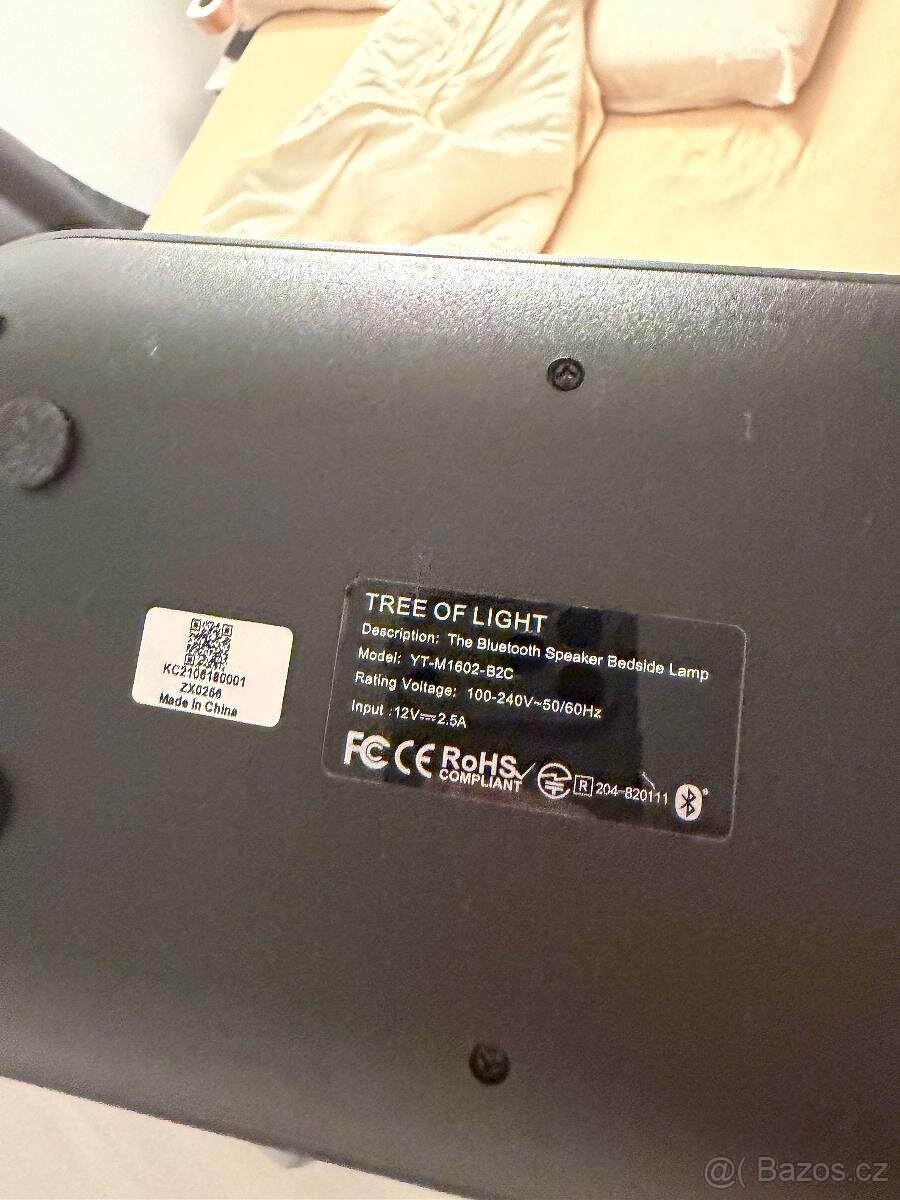 TREE OF LIGHT
Description: The Bluetooth Speaker Bedside Lamp
Model: YT-M1602-B2C
Rating Voltage: 100-240V~50/60Hz
Input :12V⎓2.5A
FC CE RoHS COMPLIANT R 204-820111
KC2106180001
ZX0256
Made in China
@( Bazos.cz